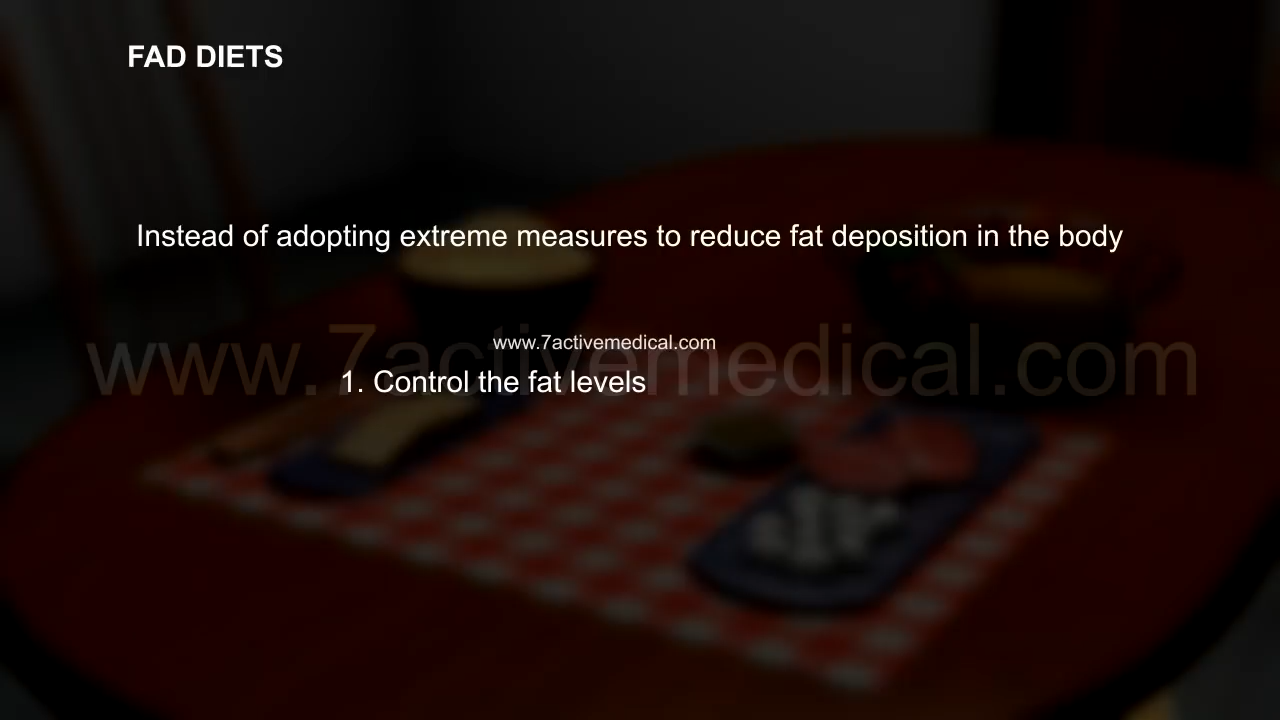 FAD DIETS
Instead of adopting extreme measures to reduce fat deposition in the body
www.7activemedical.com
www.7activemedical.com
1. Control the fat levels